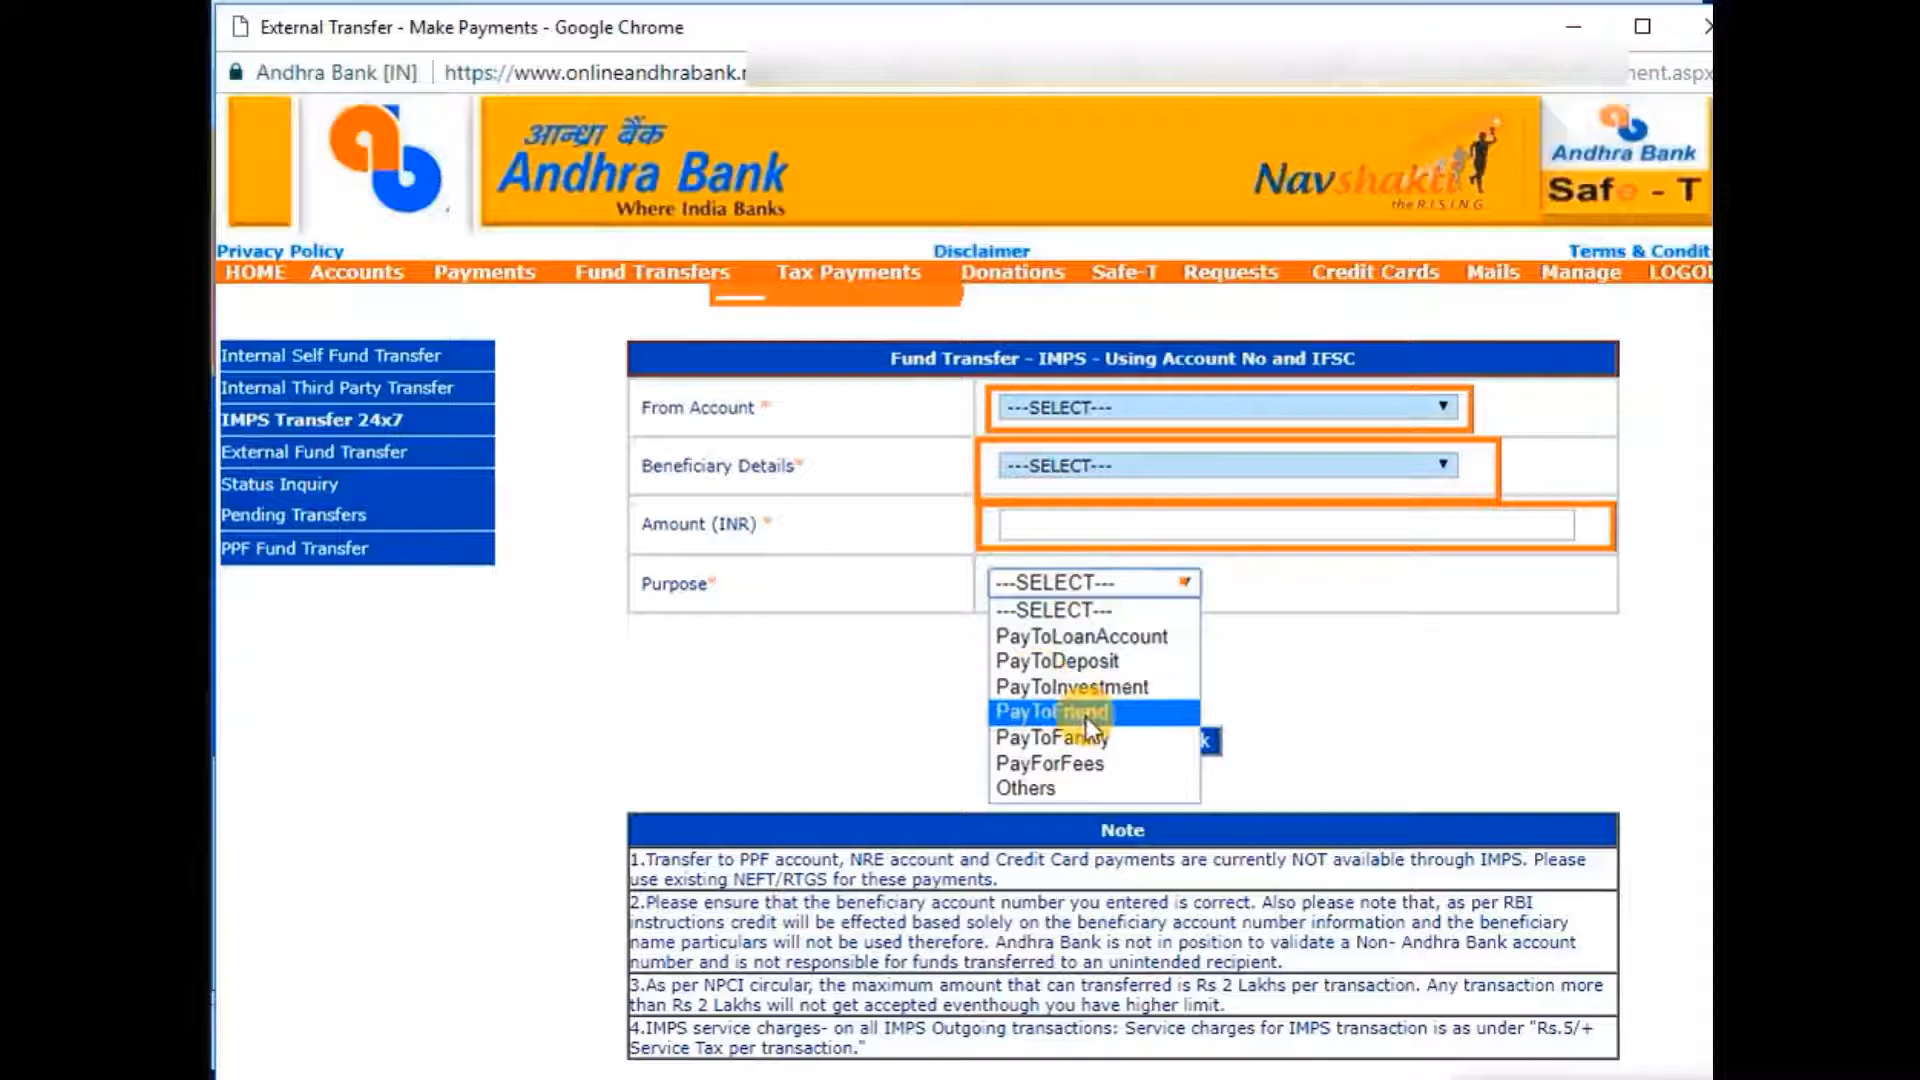 External Transfer - Make Payments - Google Chrome
Andhra Bank [IN] https://www.onlineandhrabank. ment.aspx
आन्ध्रा बैंक
Andhra Bank
Where India Banks
Navshakti
the RISING
Andhra Bank
Safe - T
Privacy Policy Disclaimer Terms & Condit
HOME Accounts Payments Fund Transfers Tax Payments Donations Safe-T Requests Credit Cards Mails Manage LOGO
Internal Self Fund Transfer
Internal Third Party Transfer
IMPS Transfer 24x7
External Fund Transfer
Status Inquiry
Pending Transfers
PPF Fund Transfer
Fund Transfer - IMPS - Using Account No and IFSC
From Account * ---SELECT---
Beneficiary Details* ---SELECT---
Amount (INR) *
Purpose* ---SELECT---
---SELECT---
PayToLoanAccount
PayToDeposit
PayToInvestment
PayToFriend
PayToFamily
PayForFees
Others
k
Note
1.Transfer to PPF account, NRE account and Credit Card payments are currently NOT available through IMPS. Please
use existing NEFT/RTGS for these payments.
2.Please ensure that the beneficiary account number you entered is correct. Also please note that, as per RBI
instructions credit will be effected based solely on the beneficiary account number information and the beneficiary
name particulars will not be used therefore. Andhra Bank is not in position to validate a Non- Andhra Bank account
number and is not responsible for funds transferred to an unintended recipient.
3.As per NPCI circular, the maximum amount that can transferred is Rs 2 Lakhs per transaction. Any transaction more
than Rs 2 Lakhs will not get accepted eventhough you have higher limit.
4.IMPS service charges- on all IMPS Outgoing transactions: Service charges for IMPS transaction is as under "Rs.5/+
Service Tax per transaction."